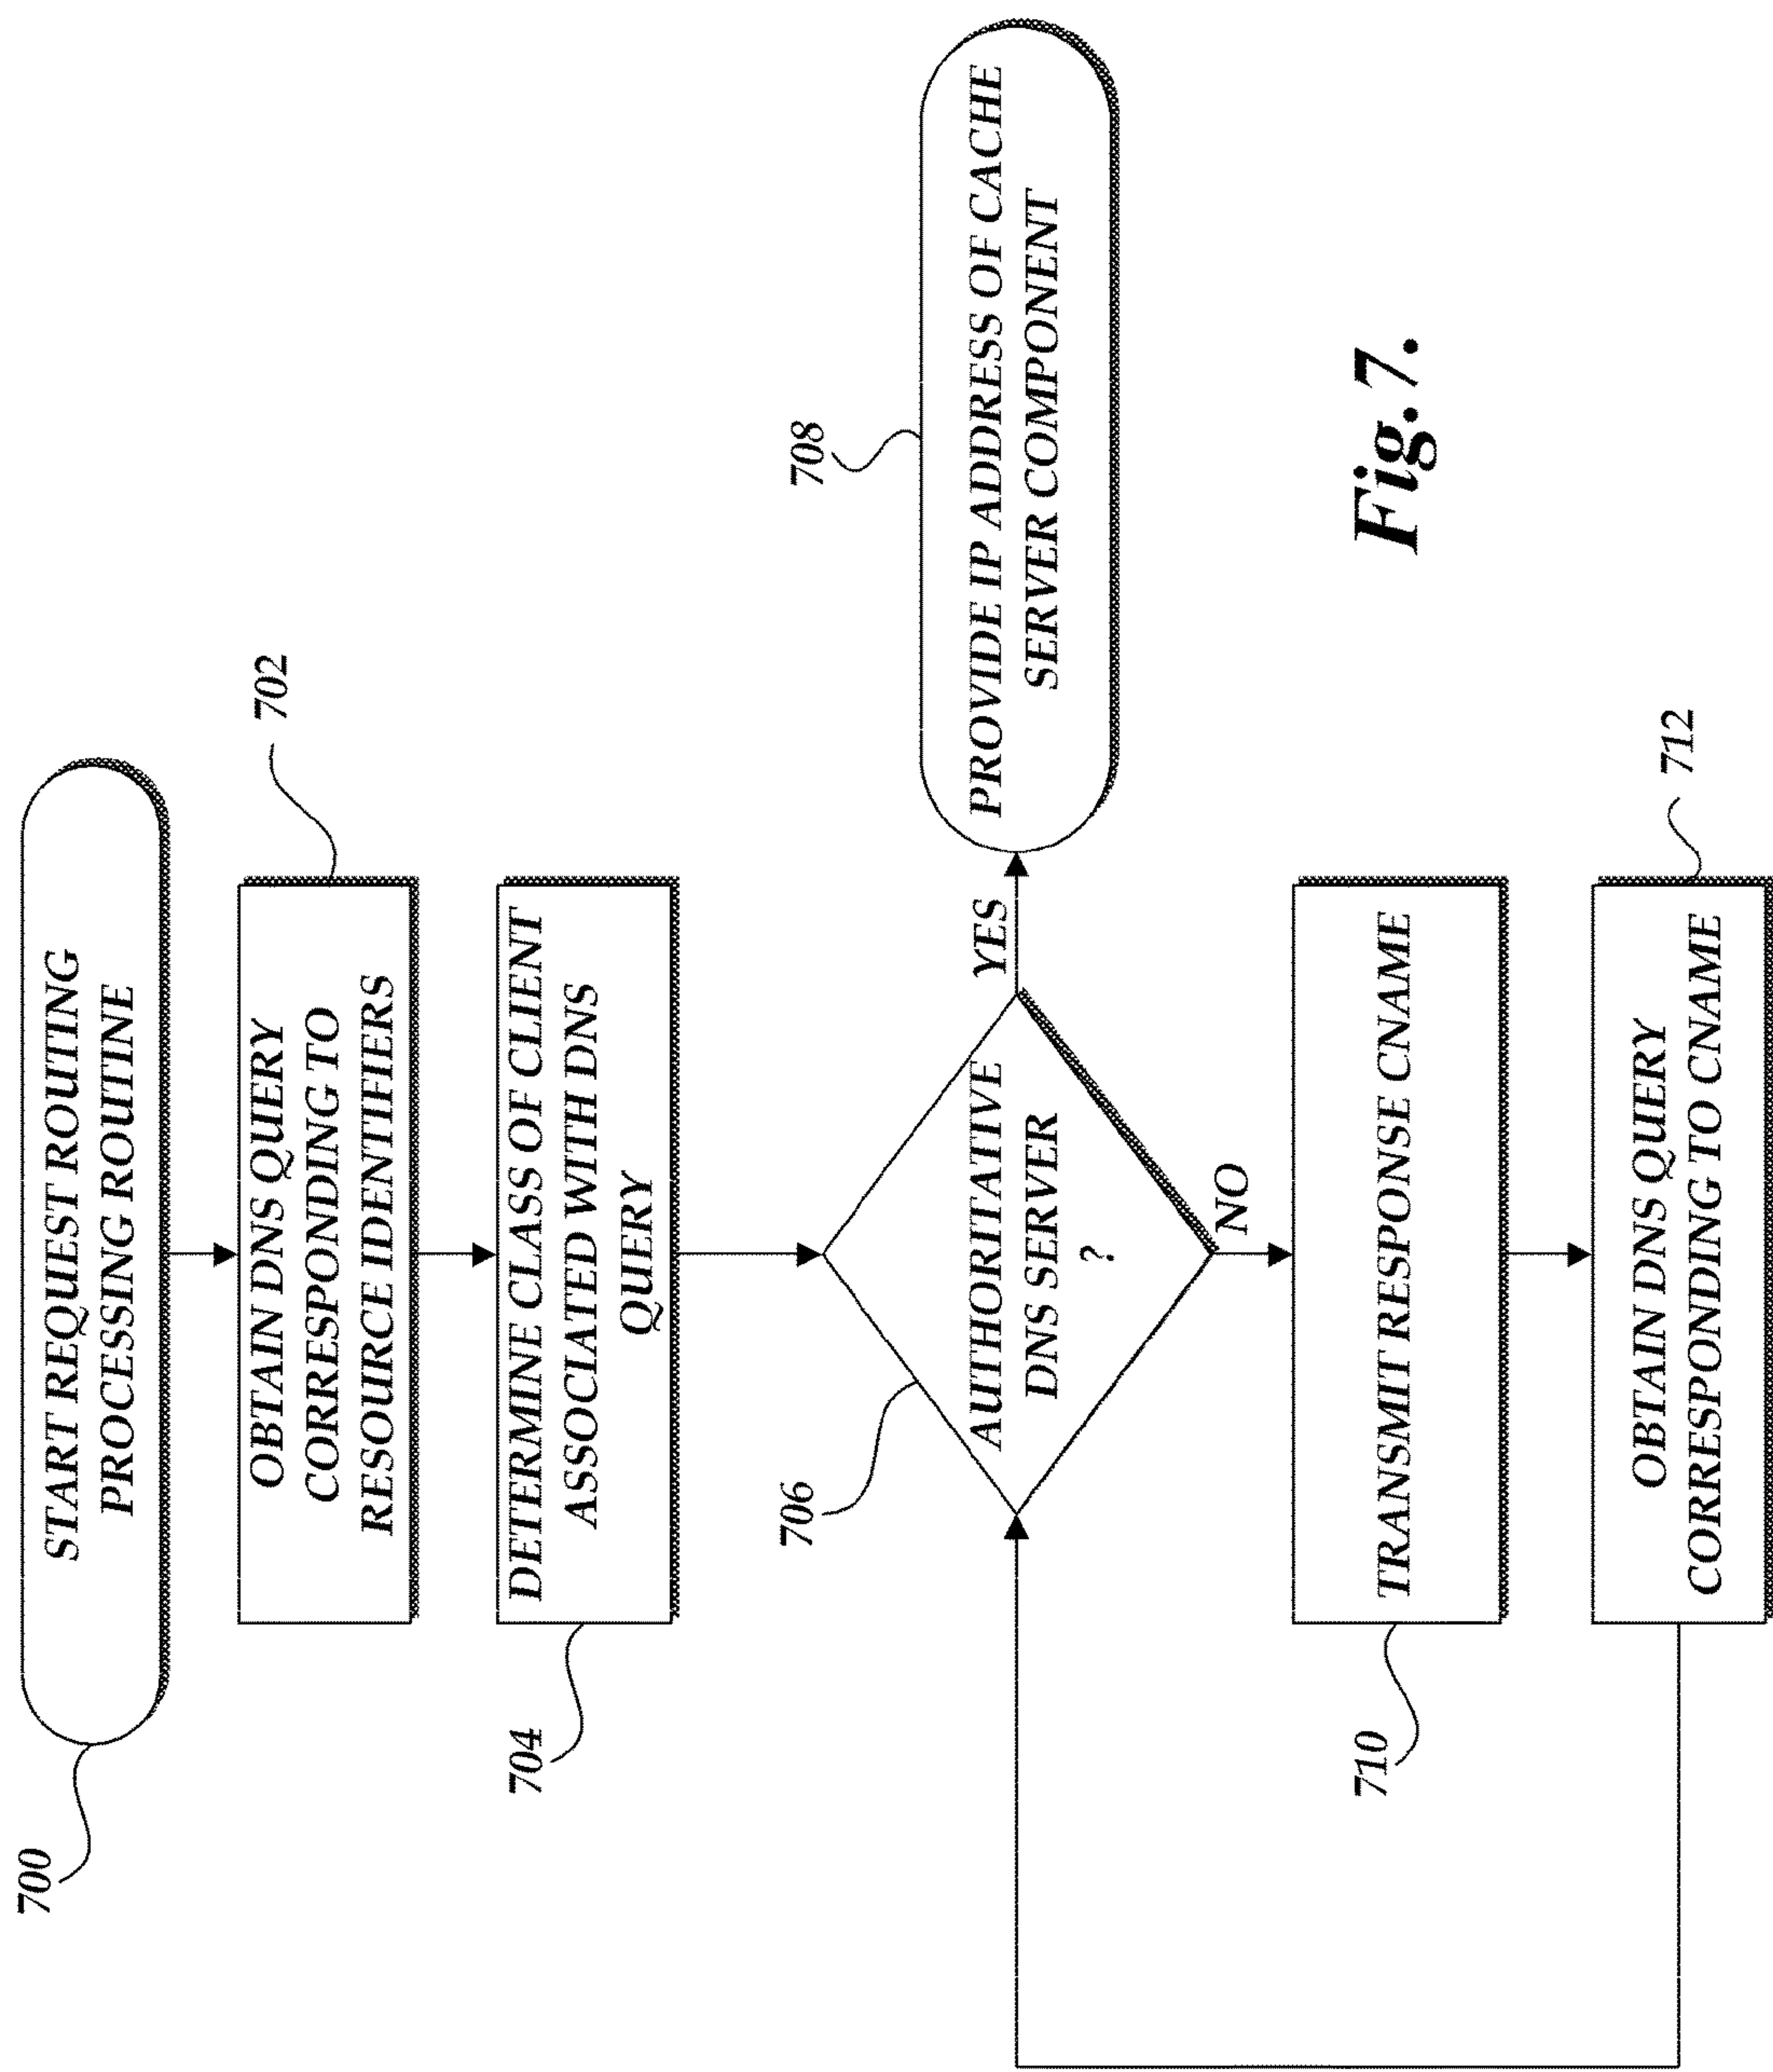 700
START REQUEST ROUTING
PROCESSING ROUTINE
702
OBTAIN DNS QUERY
CORRESPONDING TO
RESOURCE IDENTIFIERS
704
DETERMINE CLASS OF CLIENT
ASSOCIATED WITH DNS
QUERY
706
AUTHORITATIVE
DNS SERVER
?
YES
708
PROVIDE IP ADDRESS OF CACHE
SERVER COMPONENT
NO
710
TRANSMIT RESPONSE CNAME
712
OBTAIN DNS QUERY
CORRESPONDING TO CNAME
Fig.7.